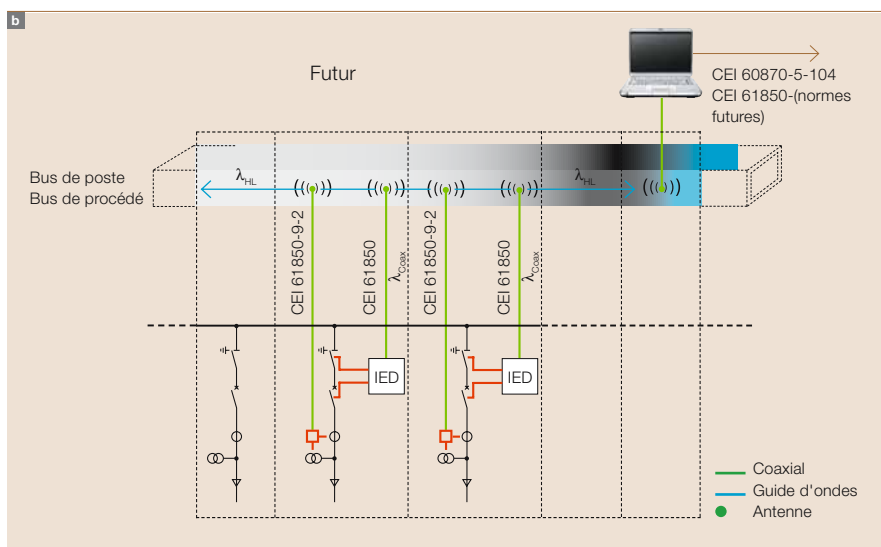 b
Futur
CEI 60870-5-104
CEI 61850-(normes
futures)
Bus de poste
Bus de procédé
λHL
λHL
CEI 61850-9-2
CEI 61850
λCoax
CEI 61850-9-2
CEI 61850
λCoax
IED
IED
Coaxial
Guide d'ondes
Antenne